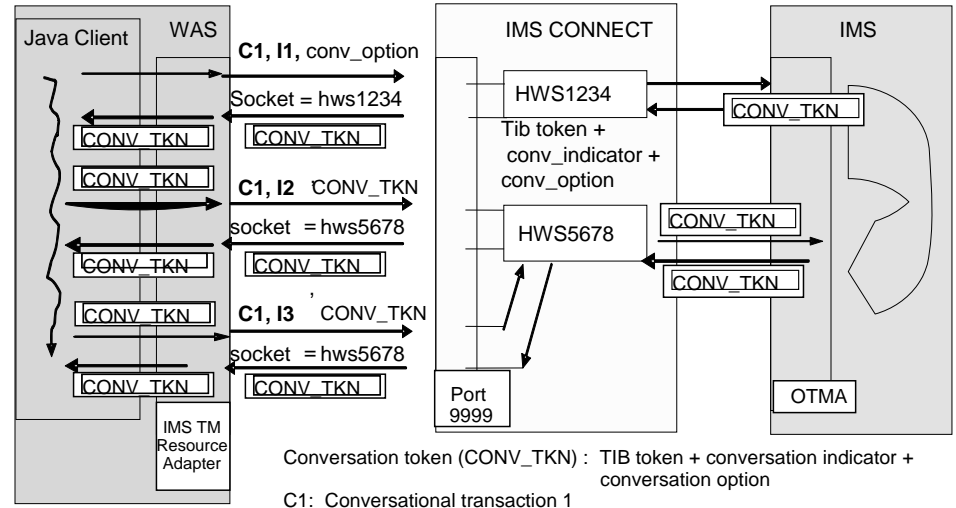 Java Client
WAS
IMS CONNECT
IMS
C1, I1, conv_option
Socket = hws1234
CONV_TKN
CONV_TKN
CONV_TKN
C1, I2 CONV_TKN
socket = hws5678
CONV_TKN
CONV_TKN
CONV_TKN
C1, I3 ' CONV_TKN
socket = hws5678
CONV_TKN
CONV_TKN
IMS TM
Resource
Adapter
HWS1234
Tib token +
conv_indicator +
conv_option
HWS5678
Port
9999
CONV_TKN
CONV_TKN
CONV_TKN
OTMA
Conversation token (CONV_TKN) : TIB token + conversation indicator +
conversation option
C1: Conversational transaction 1